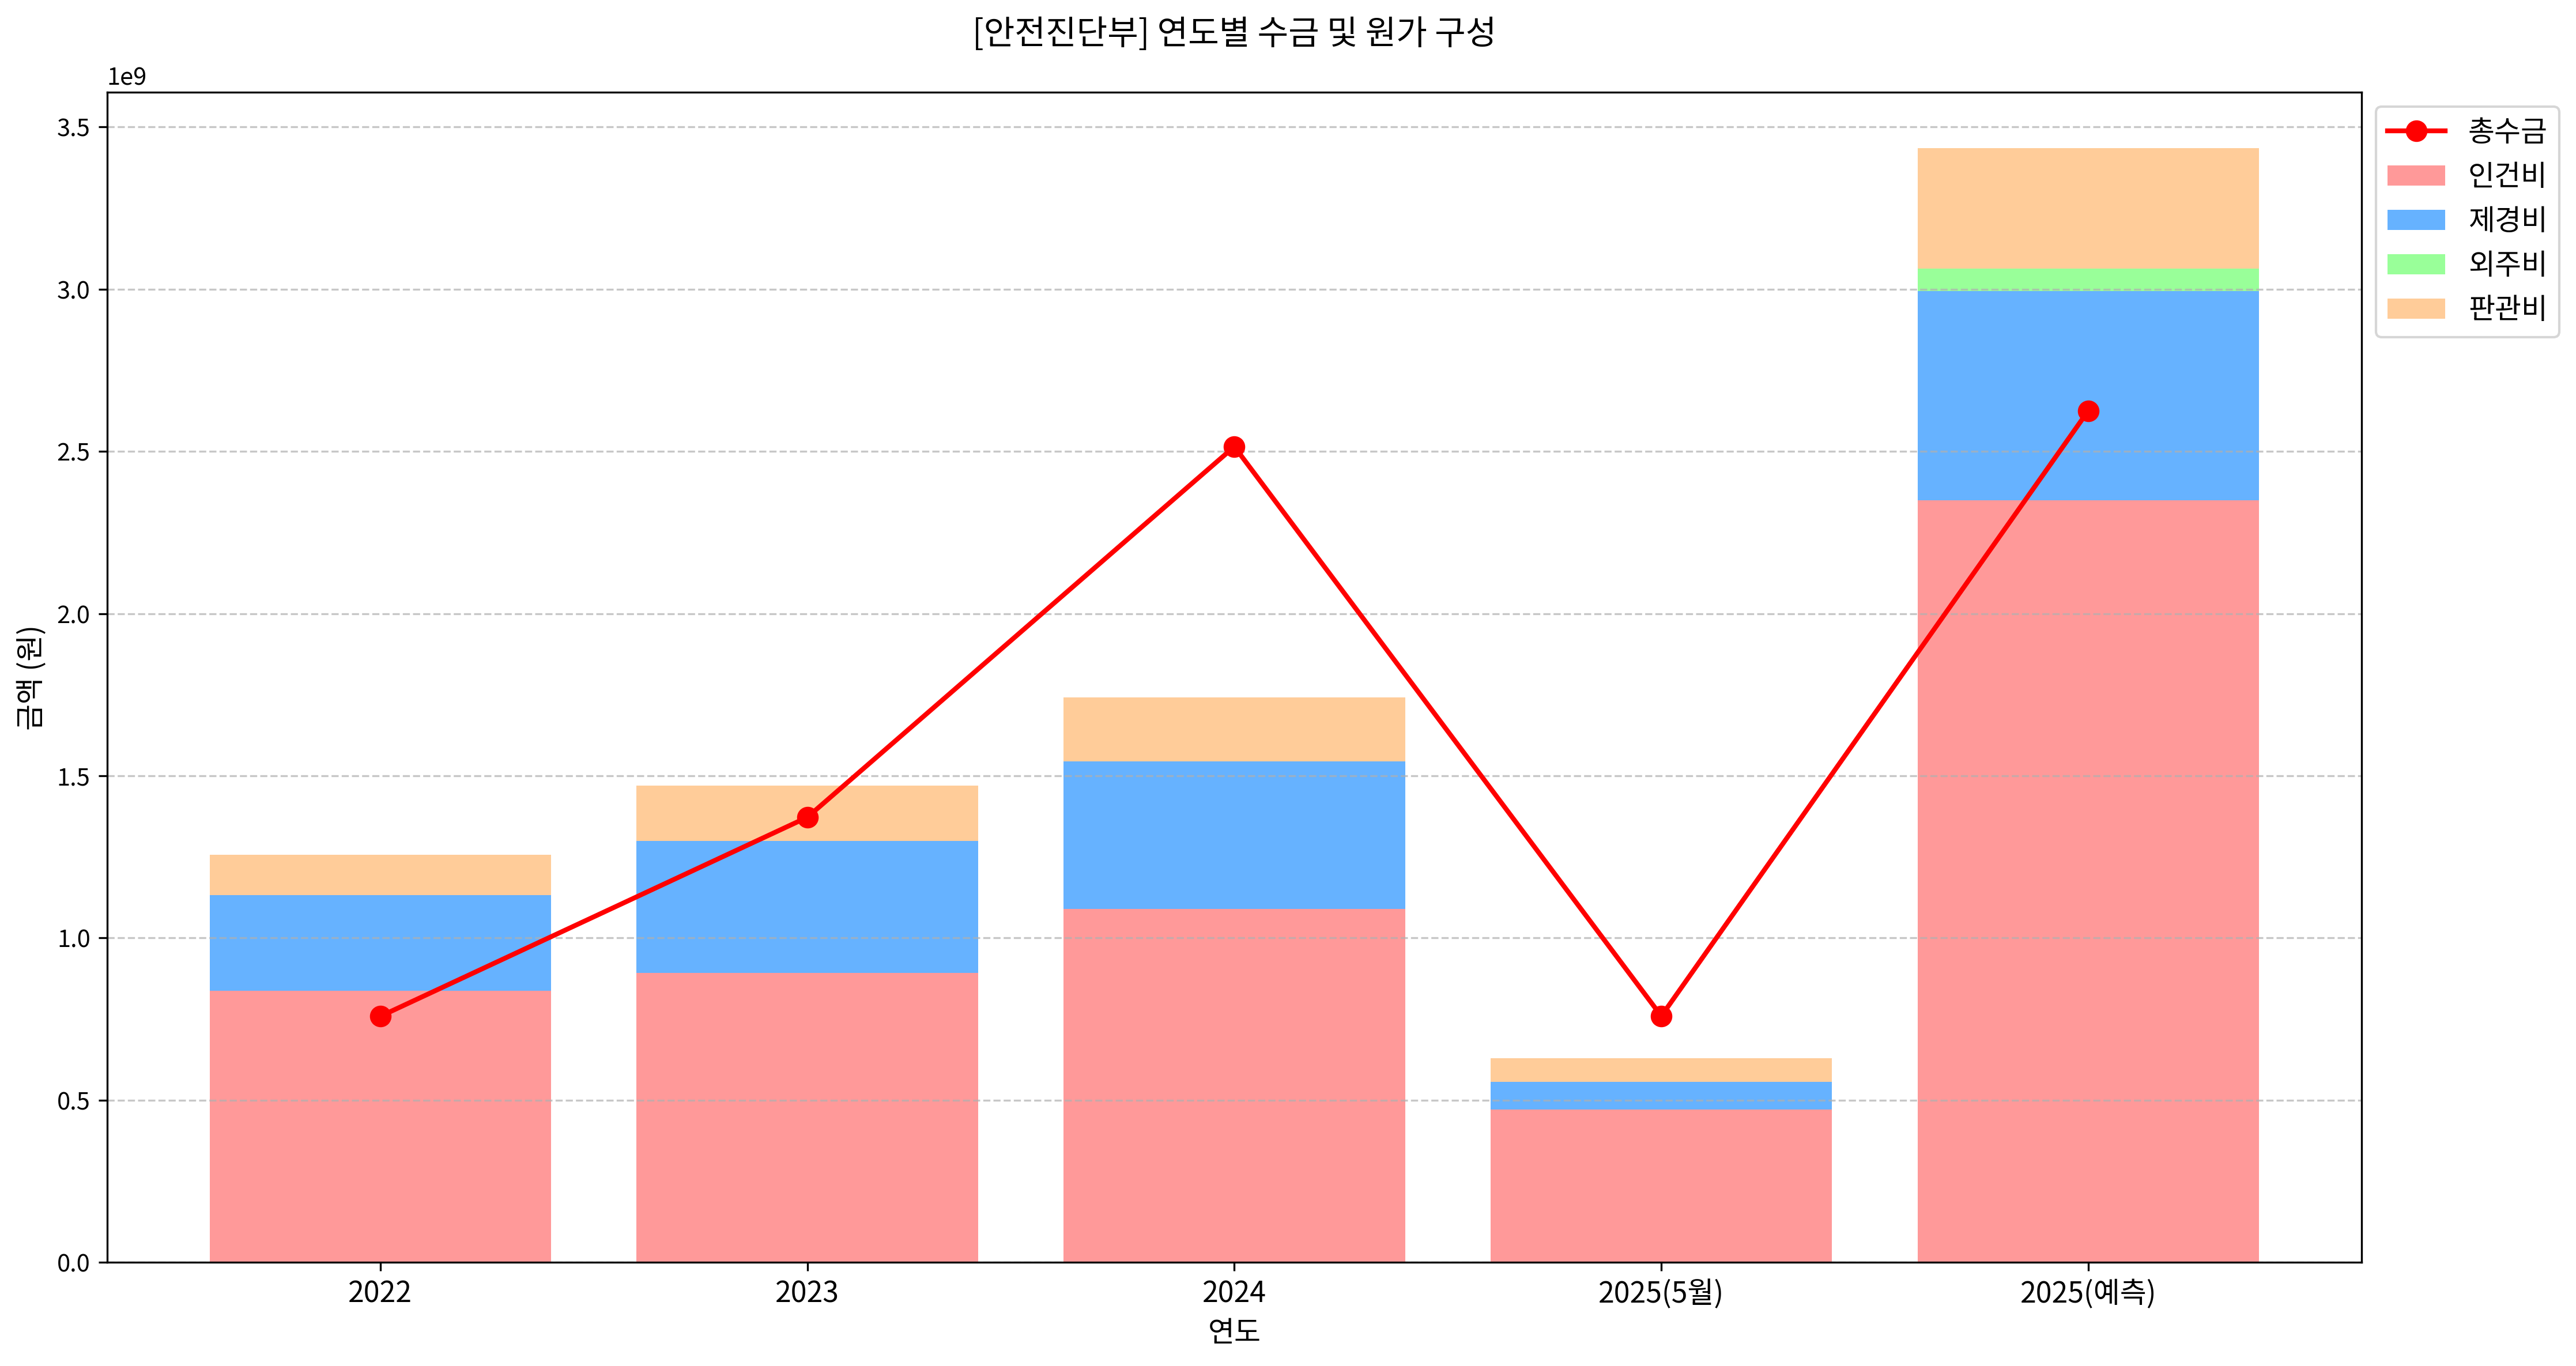 [안전진단부] 연도별 수금 및 원가 구성
1e9
3.5
3.0
2.5
2.0
1.5
1.0
0.5
0.0
금액 (원)
2022
2023
2024
2025(5월)
2025(예측)
연도
총수금
인건비
제경비
외주비
판관비